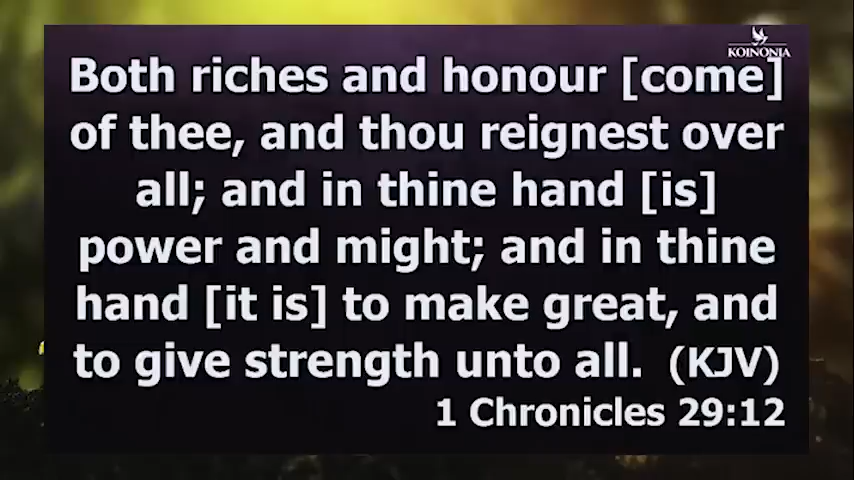 KOINONIA
Both riches and honour [come]
of thee, and thou reignest over
all; and in thine hand [is]
power and might; and in thine
hand [it is] to make great, and
to give strength unto all. (KJV)
1 Chronicles 29:12